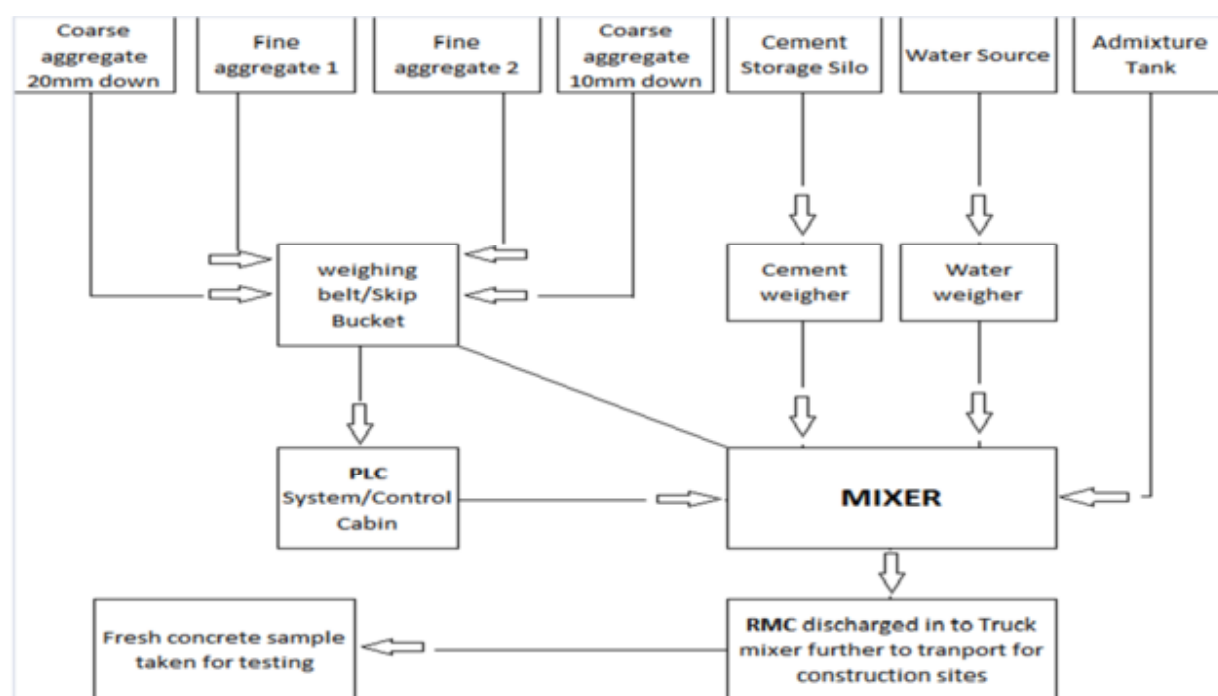 Coarse
aggregate
20mm down
Fine
aggregate 1
Fine
aggregate 2
Coarse
aggregate
10mm down
Cement
Storage Silo
Water Source
Admixture
Tank
weighing
belt/Skip
Bucket
Cement
weigher
Water
weigher
PLC
System/Control
Cabin
MIXER
Fresh concrete sample
taken for testing
RMC discharged in to Truck
mixer further to tranport for
construction sites